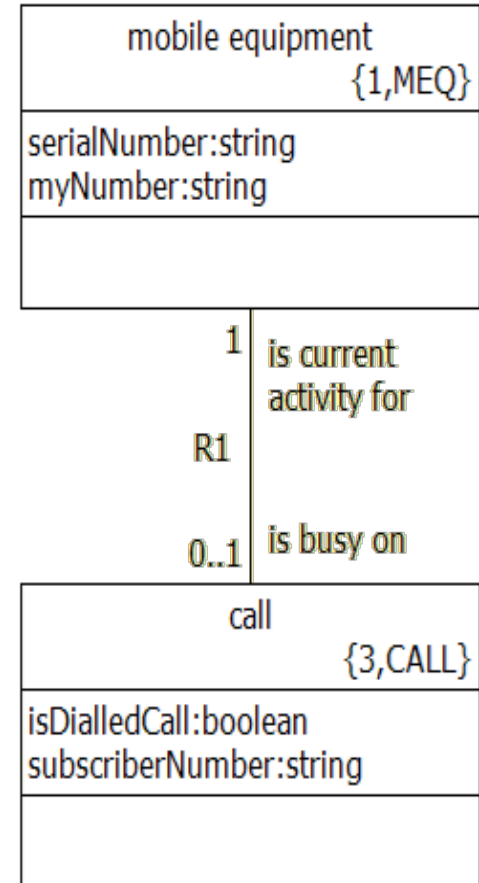 mobile equipment
{1,MEQ}
serialNumber:string
myNumber:string
1
is current
activity for
R1
0..1
is busy on
call
{3,CALL}
isDialledCall:boolean
subscriberNumber:string